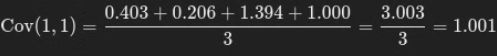 Cov(1, 1) = (0.403 + 0.206 + 1.394 + 1.000)/3 = 3.003/3 = 1.001